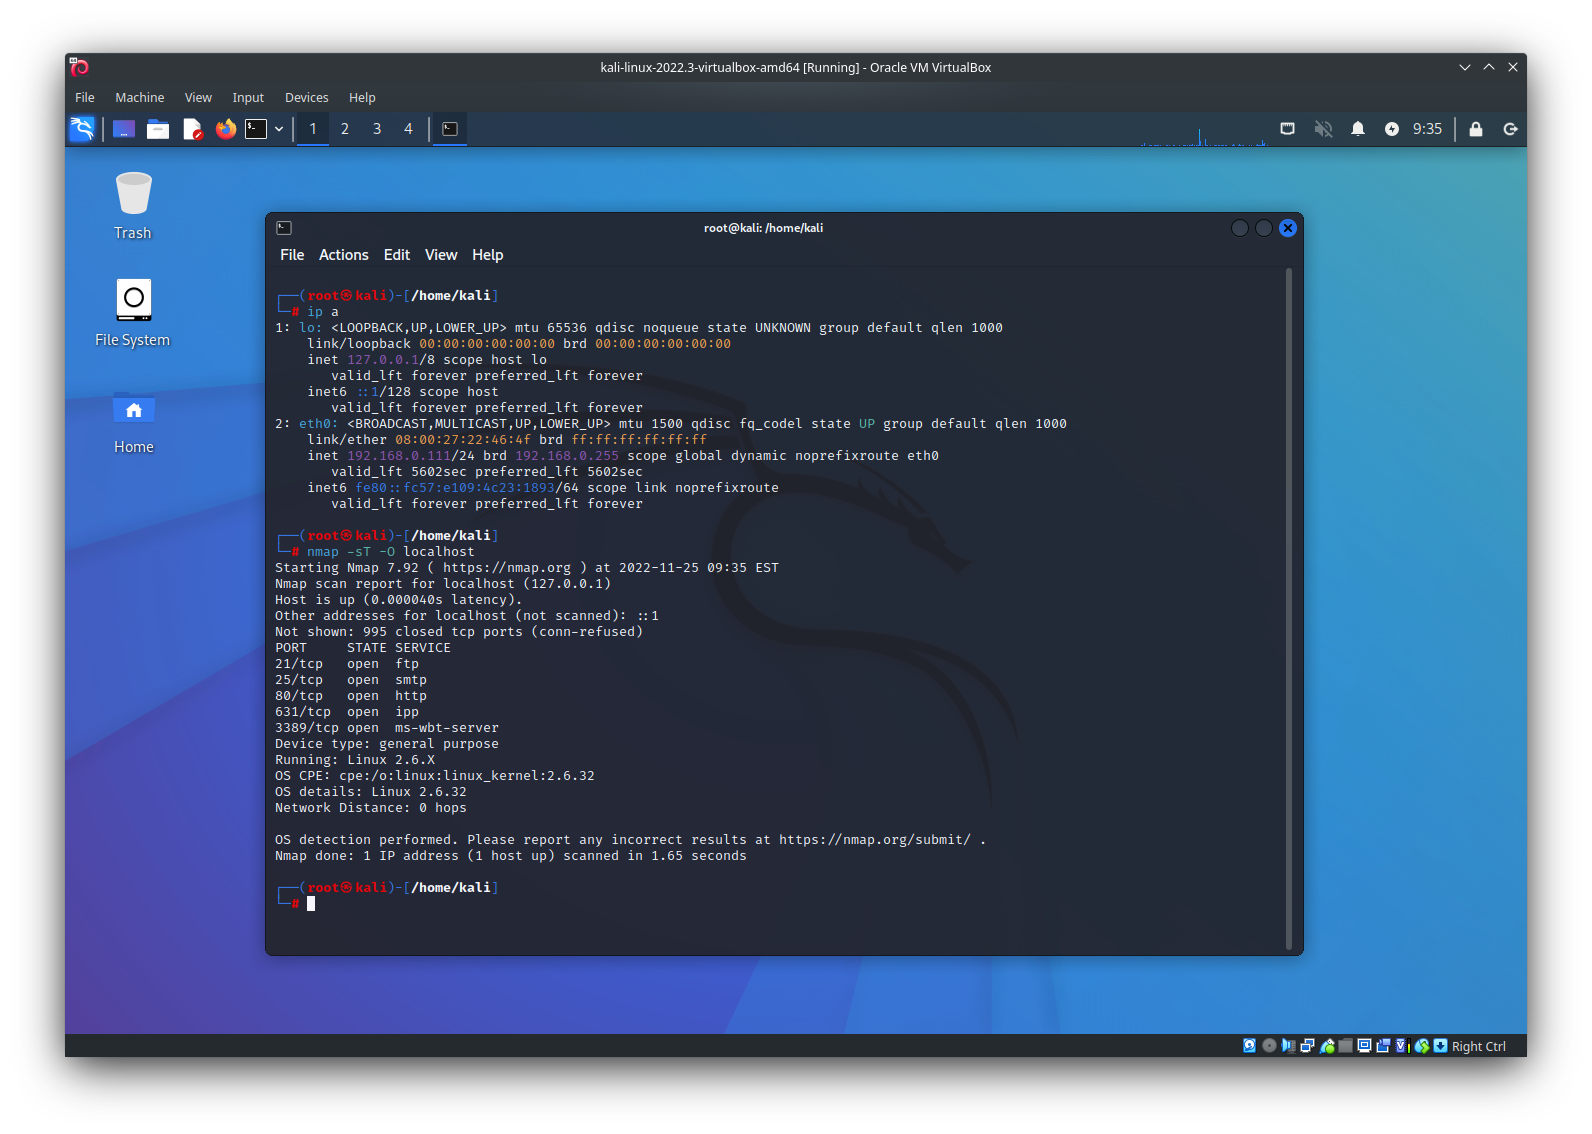 kali-linux-2022.3-virtualbox-amd64 [Running] - Oracle VM VirtualBox
File Machine View Input Devices Help
1 2 3 4 9:35
Trash
File System
Home
root@kali: /home/kali
File Actions Edit View Help
┌──(root㉿kali)-[/home/kali]
└─# ip a
1: lo: <LOOPBACK,UP,LOWER_UP> mtu 65536 qdisc noqueue state UNKNOWN group default qlen 1000
    link/loopback 00:00:00:00:00:00 brd 00:00:00:00:00:00
    inet 127.0.0.1/8 scope host lo
       valid_lft forever preferred_lft forever
    inet6 ::1/128 scope host
       valid_lft forever preferred_lft forever
2: eth0: <BROADCAST,MULTICAST,UP,LOWER_UP> mtu 1500 qdisc fq_codel state UP group default qlen 1000
    link/ether 08:00:27:22:46:4f brd ff:ff:ff:ff:ff:ff
    inet 192.168.0.111/24 brd 192.168.0.255 scope global dynamic noprefixroute eth0
       valid_lft 5602sec preferred_lft 5602sec
    inet6 fe80::fc57:e109:4c23:1893/64 scope link noprefixroute
       valid_lft forever preferred_lft forever
┌──(root㉿kali)-[/home/kali]
└─# nmap -sT -O localhost
Starting Nmap 7.92 ( https://nmap.org ) at 2022-11-25 09:35 EST
Nmap scan report for localhost (127.0.0.1)
Host is up (0.000040s latency).
Other addresses for localhost (not scanned): ::1
Not shown: 995 closed tcp ports (conn-refused)
PORT     STATE SERVICE
21/tcp   open  ftp
25/tcp   open  smtp
80/tcp   open  http
631/tcp  open  ipp
3389/tcp open  ms-wbt-server
Device type: general purpose
Running: Linux 2.6.X
OS CPE: cpe:/o:linux:linux_kernel:2.6.32
OS details: Linux 2.6.32
Network Distance: 0 hops
OS detection performed. Please report any incorrect results at https://nmap.org/submit/ .
Nmap done: 1 IP address (1 host up) scanned in 1.65 seconds
┌──(root㉿kali)-[/home/kali]
└─#
Right Ctrl